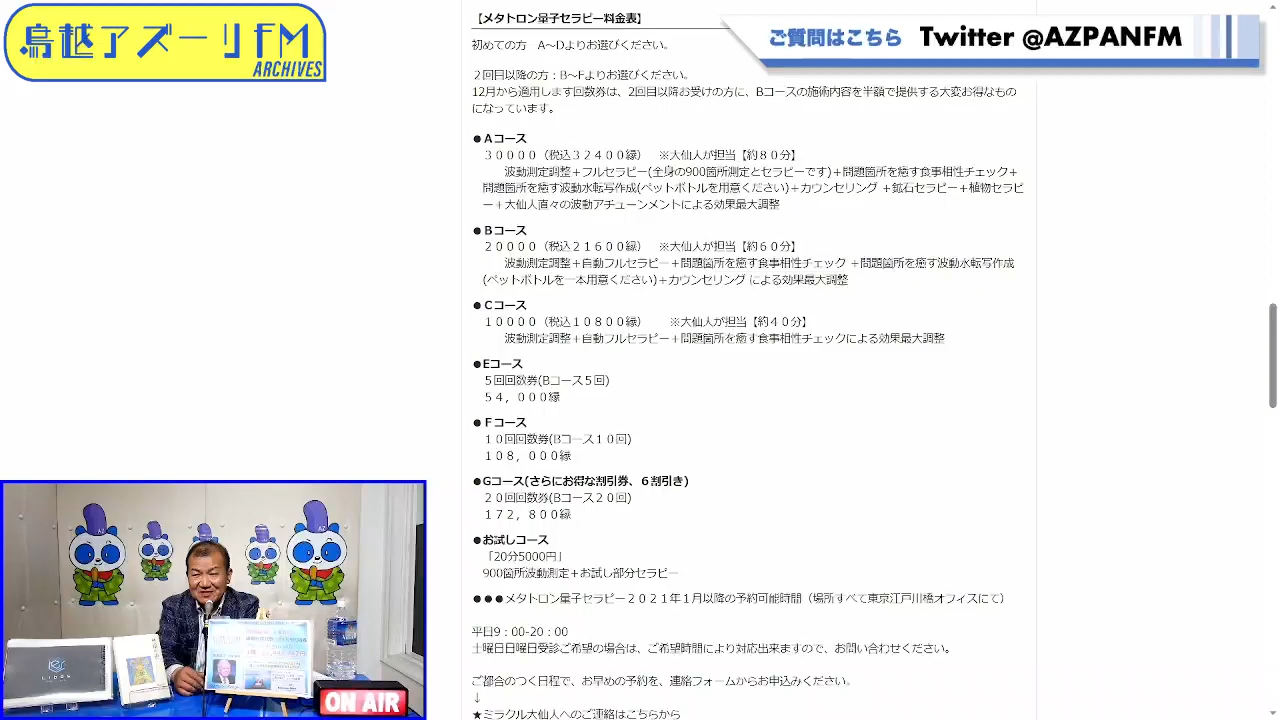 鳥越アズーリFM
ARCHIVES
ご質問はこちら Twitter @AZPANFM
【メタトロン量子セラピー料金表】
初めての方 A~Dよりお選びください。
2回目以降の方:B~Fよりお選びください。
12月から適用します回数券は、2回目以降お受けの方に、Bコースの施術内容を半額で提供する大変お得なもの
になっています。
●Aコース
30000(税込32400縁) ※大仙人が担当【約80分】
波動測定調整+フルセラピー(全身の900箇所測定とセラピーです)+問題箇所を癒す食事相性チェック+
問題箇所を癒す波動水転写作成(ペットボトルを用意ください)+カウンセリング +鉱石セラピー+植物セラピ
ー+大仙人直々の波動アチューンメントによる効果最大調整
●Bコース
20000(税込21600縁) ※大仙人が担当【約60分】
波動測定調整+自動フルセラピー+問題箇所を癒す食事相性チェック +問題箇所を癒す波動水転写作成
(ペットボトルを一本用意ください)+カウンセリング による効果最大調整
●Cコース
10000(税込10800縁) ※大仙人が担当【約40分】
波動測定調整+自動フルセラピー+問題箇所を癒す食事相性チェックによる効果最大調整
●Eコース
5回回数券(Bコース5回)
54,000縁
●Fコース
10回回数券(Bコース10回)
108,000縁
●Gコース(さらにお得な割引券、6割引き)
20回回数券(Bコース20回)
172,800縁
●お試しコース
「20分5000円」
900箇所波動測定+お試し部分セラピー
●●●メタトロン量子セラピー2021年1月以降の予約可能時間(場所すべて東京江戸川橋オフィスにて)
平日9:00-20:00
土曜日日曜日受診ご希望の場合は、ご希望時間により対応出来ますので、お問い合わせください。
ご都合のつく日程で、お早めの予約を、連絡フォームからお申込みください。
↓
★ミラクル大仙人へのご連絡はこちらから
AZ
AZ
Libas
ON AIR